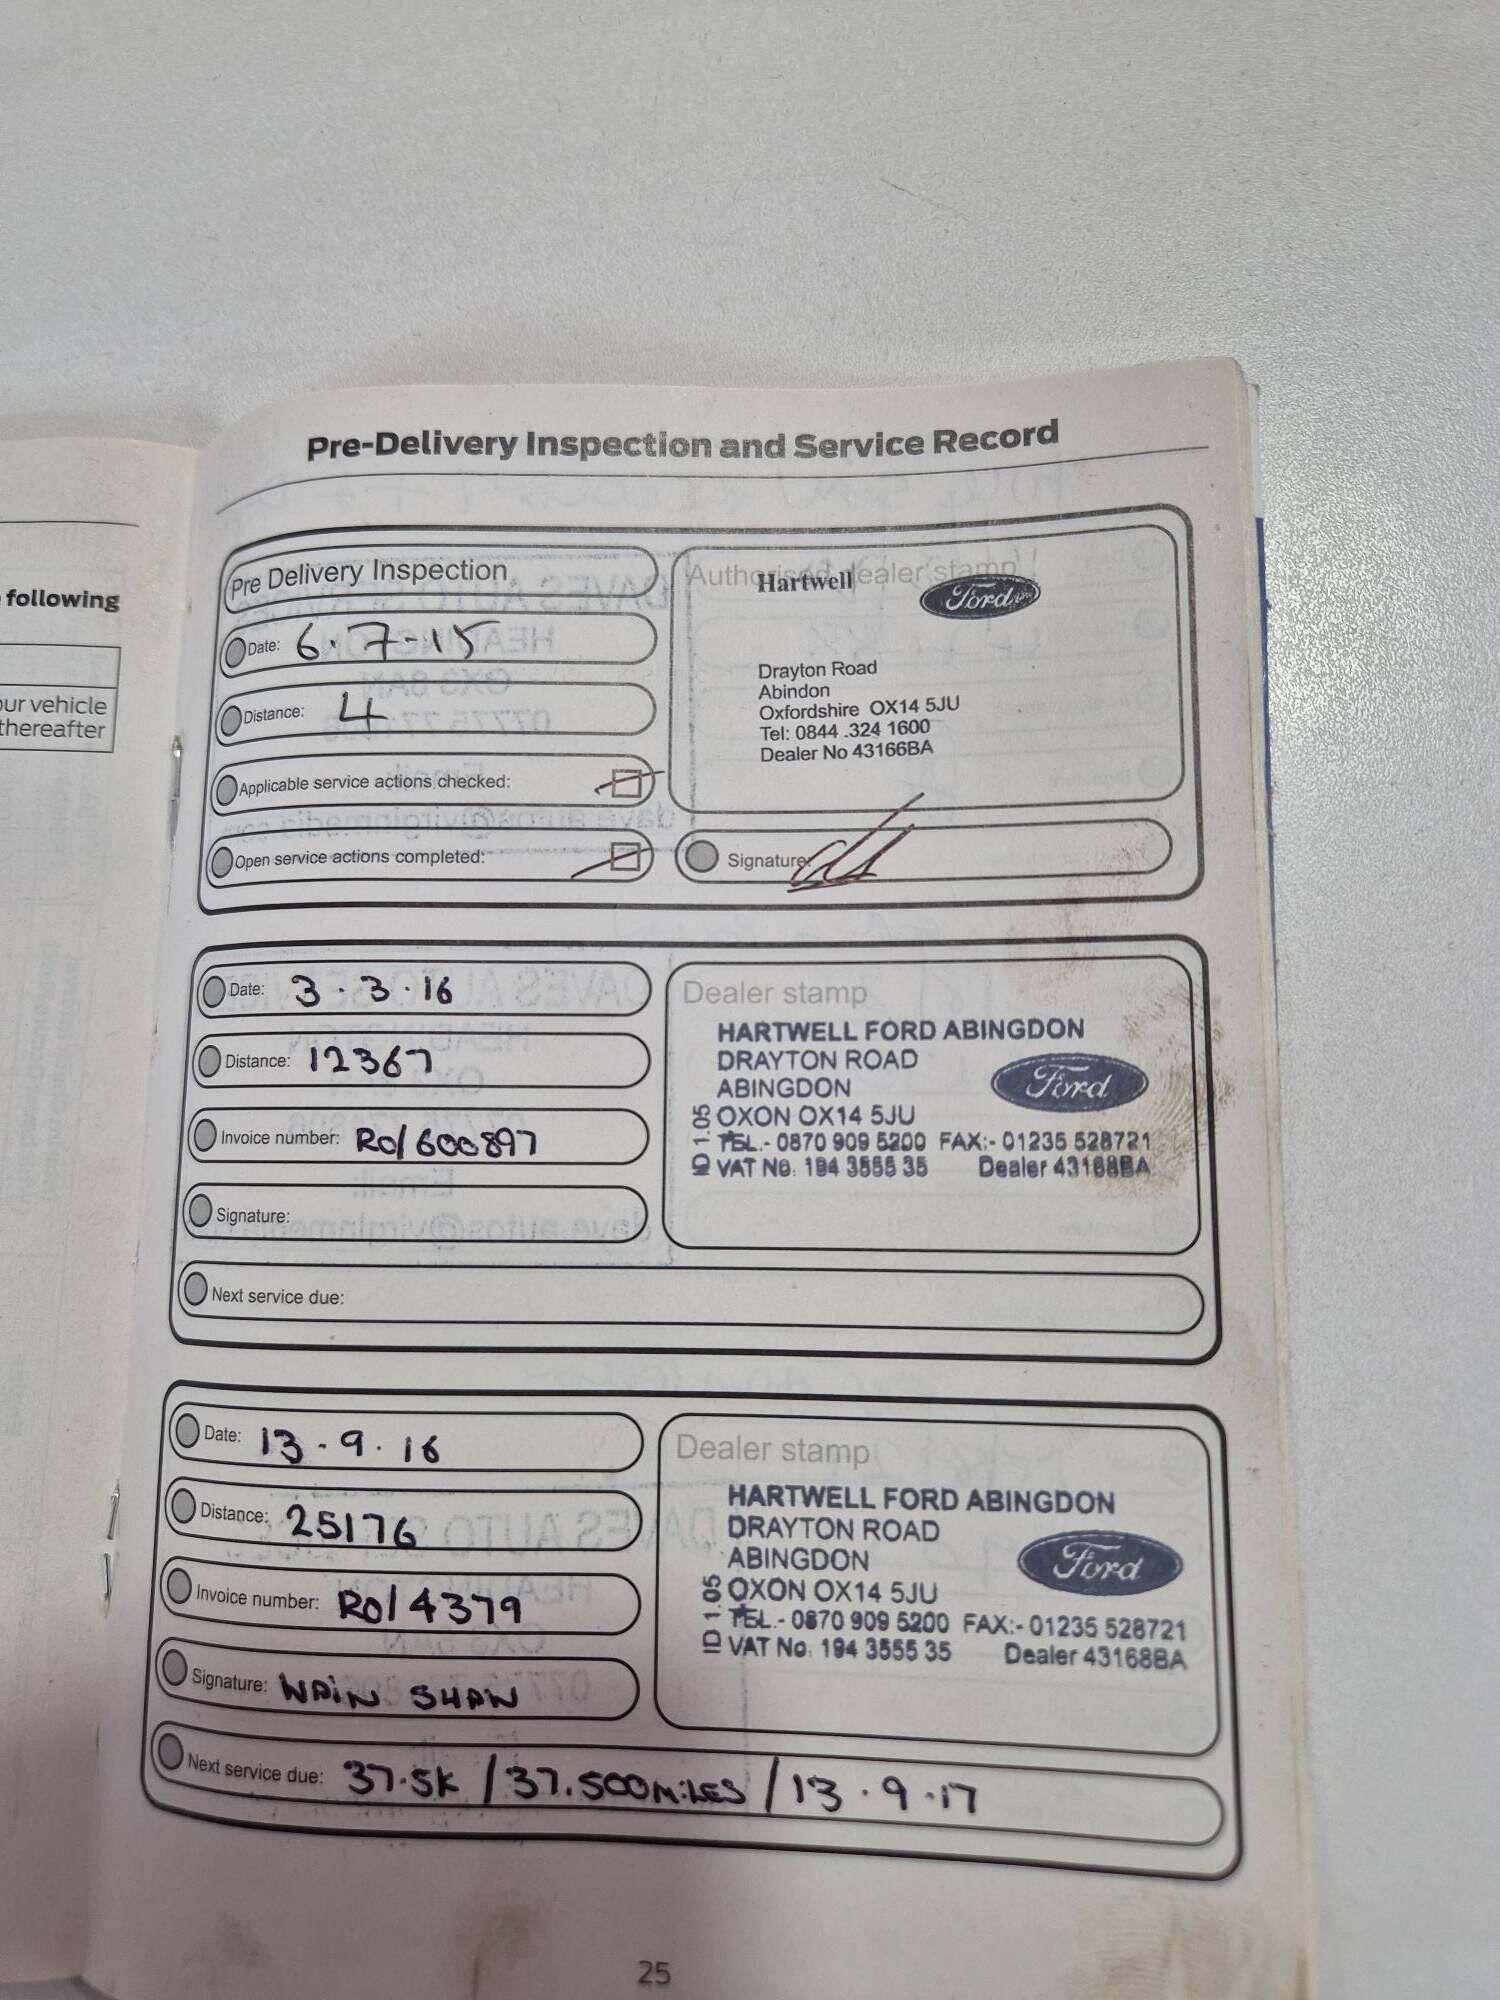 following
our vehicle
thereafter
Pre-Delivery Inspection and Service Record
Pre Delivery Inspection
Date: 6.7-15
Distance: 4
Applicable service actions checked:
Open service actions completed:
Authorised dealer stamp
Hartwell
Ford
Drayton Road
Abindon
Oxfordshire OX14 5JU
Tel: 0844 .324 1600
Dealer No 43166BA
Signature:
Date: 3.3.16
Distance: 12367
Invoice number: RO/600897
Signature:
Next service due:
Dealer stamp
HARTWELL FORD ABINGDON
DRAYTON ROAD
ABINGDON
OXON OX14 5JU
TEL.- 0870 909 5200 FAX:- 01235 528721
VAT No. 194 3555 35 Dealer 43168BA
ID 1.05
Ford
Date: 13.9.16
Distance: 25176
Invoice number: RO/4379
Signature: WAIN SHAW
Next service due: 37.5K / 37.500 MILES / 13.9.17
Dealer stamp
HARTWELL FORD ABINGDON
DRAYTON ROAD
ABINGDON
OXON OX14 5JU
TEL.- 0870 909 5200 FAX:- 01235 528721
VAT No. 194 3555 35 Dealer 43168BA
ID 1.05
Ford
25